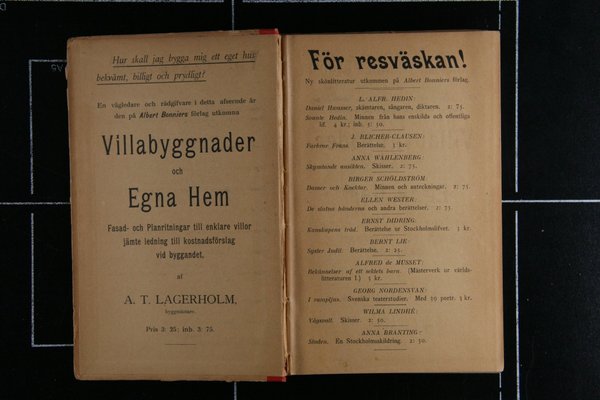 Hur skall jag bygga mig ett eget hus
bekvämt, billigt och prydligt?
En vägledare och rådgifvare i detta afseende är
den på Albert Bonniers förlag utkomna
Villabyggnader
och
Egna Hem
Fasad- och Planritningar till enklare villor
jämte ledning till kostnadsförslag
vid byggandet,
af
A. T. LAGERHOLM,
byggmästare.
Pris 3: 25; inb. 3: 75.
För resväskan!
Ny skönlitteratur utkommen på Albert Bonniers förlag.
L. ALFR. HEDIN:
Daniel Hwasser, skämtaren, sångaren, diktaren. 2: 75.
Svante Hedin. Minnen från hans enskilda och offentliga
lif. 4 kr.; inb. 5: 50.
J. BLICHER-CLAUSEN:
Farbror Frans. Berättelse. 3 kr.
ANNA WAHLENBERG:
Skymtande ansikten. Skisser. 2: 75.
BIRGER SCHÖLDSTRÖM:
Damer och Knektar. Minnen och anteckningar. 2: 75.
ELLEN WESTER:
De slutna händerna och andra berättelser. 2: 75.
ERNST DIDRING:
Kunskapens träd. Berättelse ur Stockholmslifvet. 3 kr.
BERNT LIE:
Syster Judit. Berättelse. 2: 25.
ALFRED de MUSSET:
Bekännelser af ett seklets barn. (Mästerverk ur världs-
litteraturen I.) 3 kr.
GEORG NORDENSVAN:
I rampljus. Svenska teaterstudier. Med 29 portr. 3 kr.
WILMA LINDHÉ:
Vågsvall. Skisser. 2: 50.
ANNA BRANTING:
Staden. En Stockholmsskildring. 2: 50.